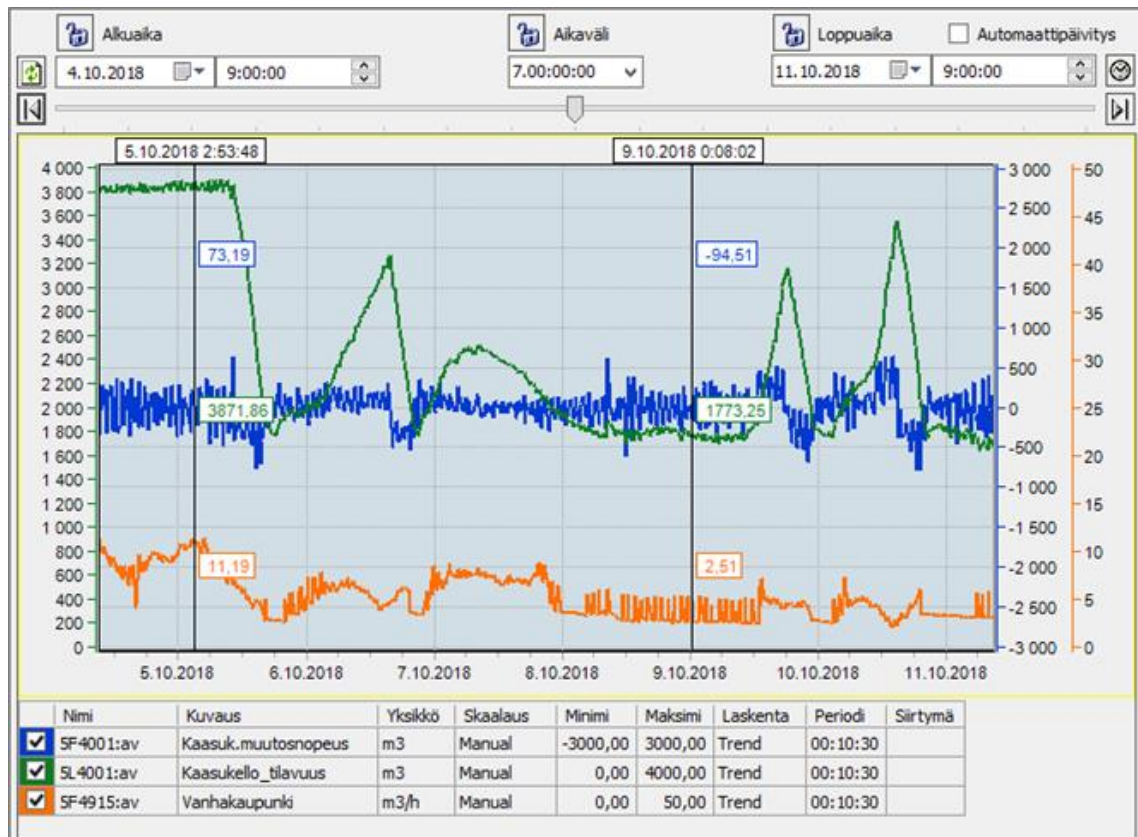 Alkuaika Aikaväli Loppuaika Automaattipäivitys
4.10.2018 9:00:00 7.00:00:00 11.10.2018 9:00:00
5.10.2018 2:53:48 9.10.2018 0:08:02
4 000 3 000 50
3 800
3 600 2 500 45
3 400
3 200 73,19 -94,51 2 000 40
3 000 1 500
2 800 35
2 600 1 000
2 400 500 30
2 200
2 000 3871,86 1773,25 0 25
1 800 -500
1 600 20
1 400 -1 000
1 200 15
1 000 -1 500
800 11,19 2,51 -2 000 10
600
400 -2 500 5
200
0 -3 000 0
5.10.2018 6.10.2018 7.10.2018 8.10.2018 9.10.2018 10.10.2018 11.10.2018
Nimi Kuvaus Yksikkö Skaalaus Minimi Maksimi Laskenta Periodi Siirtymä
SF4001:av Kaasuk.muutosnopeus m3 Manual -3000,00 3000,00 Trend 00:10:30
SL4001:av Kaasukello_tilavuus m3 Manual 0,00 4000,00 Trend 00:10:30
SF4915:av Vanhakaupunki m3/h Manual 0,00 50,00 Trend 00:10:30